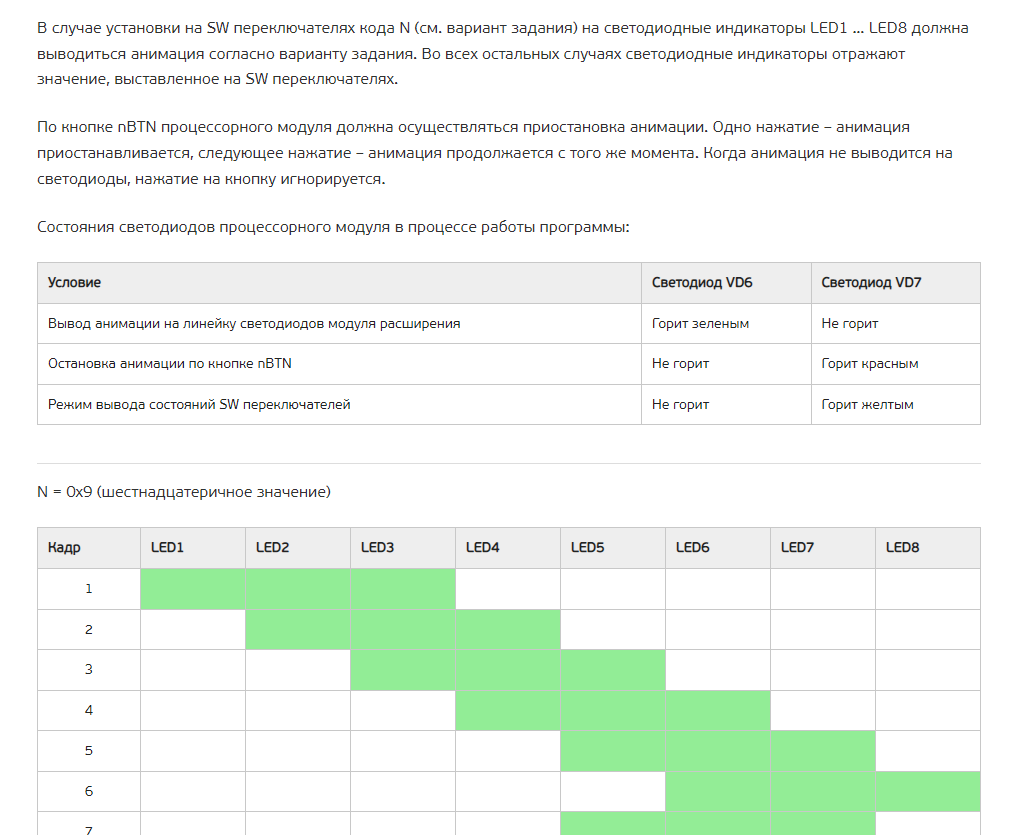 В случае установки на SW переключателях кода N (см. вариант задания) на светодиодные индикаторы LED1 ... LED8 должна
выводиться анимация согласно варианту задания. Во всех остальных случаях светодиодные индикаторы отражают
значение, выставленное на SW переключателях.
По кнопке nBTN процессорного модуля должна осуществляться приостановка анимации. Одно нажатие – анимация
приостанавливается, следующее нажатие – анимация продолжается с того же момента. Когда анимация не выводится на
светодиоды, нажатие на кнопку игнорируется.
Состояния светодиодов процессорного модуля в процессе работы программы:
Условие Светодиод VD6 Светодиод VD7
Вывод анимации на линейку светодиодов модуля расширения Горит зеленым Не горит
Остановка анимации по кнопке nBTN Не горит Горит красным
Режим вывода состояний SW переключателей Не горит Горит желтым
N = 0x9 (шестнадцатеричное значение)
Кадр LED1 LED2 LED3 LED4 LED5 LED6 LED7 LED8
1
2
3
4
5
6
7